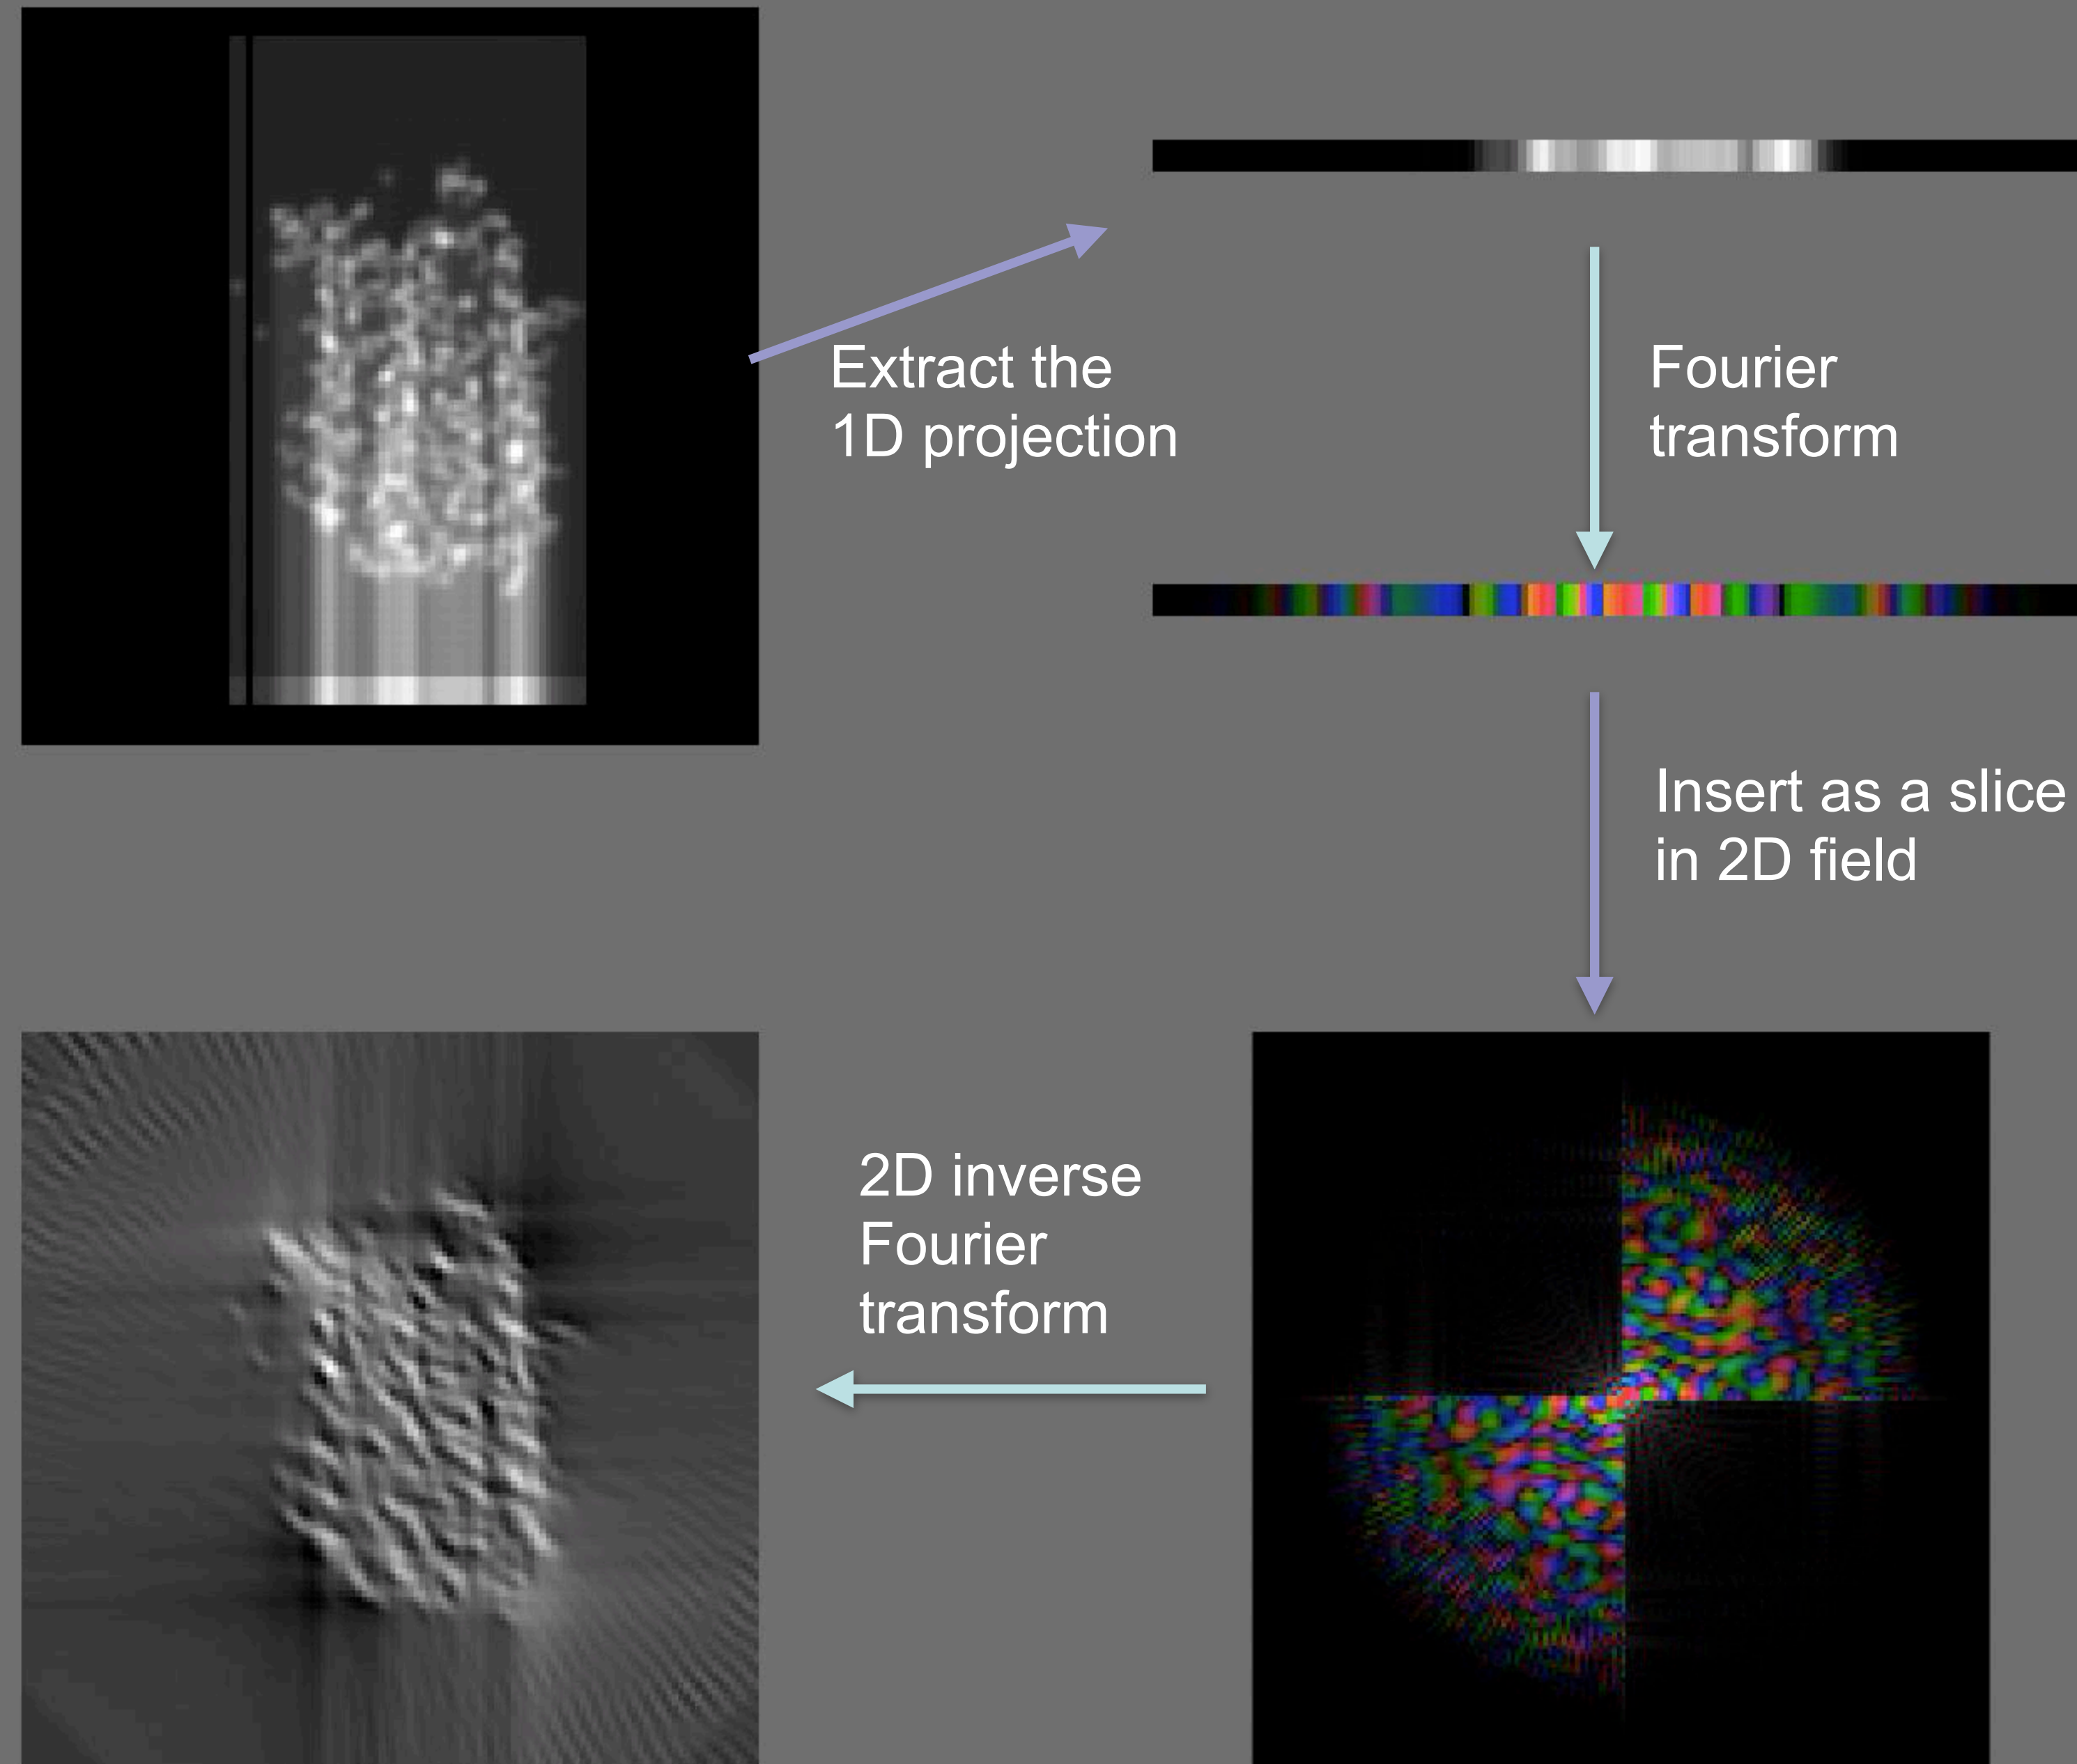 Extract the
1D projection
Fourier
transform
Insert as a slice
in 2D field
2D inverse
Fourier
transform